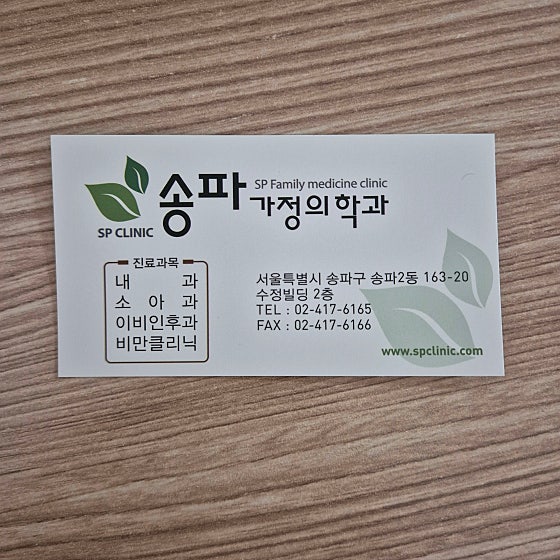 SP CLINIC
송파
SP Family medicine clinic
가정의학과
진료과목
내 과
소 아 과
이비인후과
비만클리닉
서울특별시 송파구 송파2동 163-20
수정빌딩 2층
TEL : 02-417-6165
FAX : 02-417-6166
www.spclinic.com